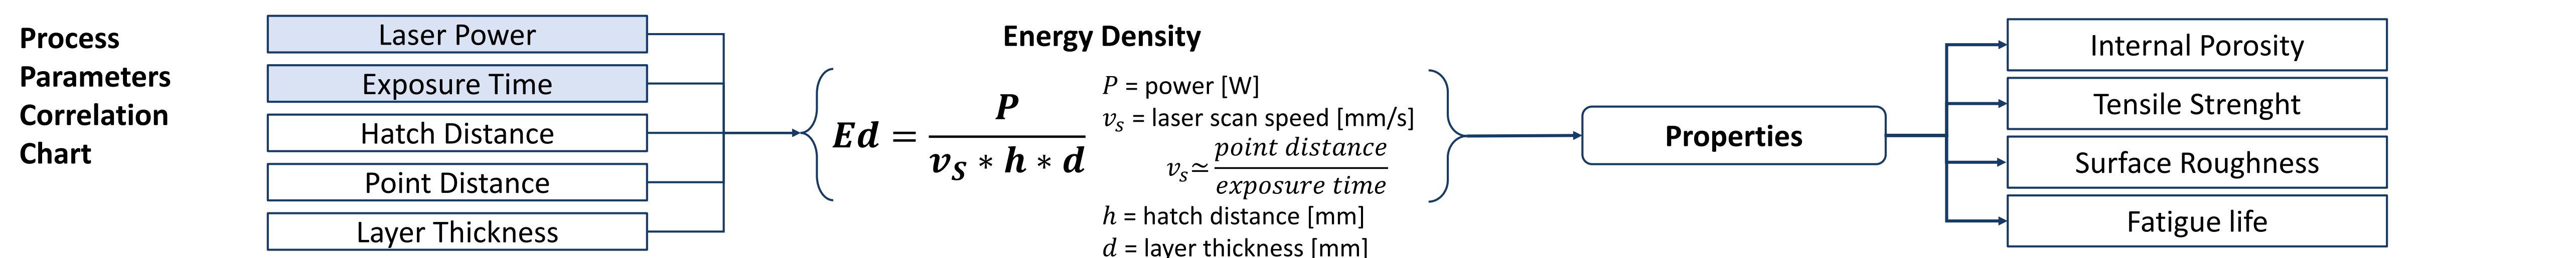 Process
Parameters
Correlation
Chart
Laser Power
Exposure Time
Hatch Distance
Point Distance
Layer Thickness
Energy Density
Ed = P / (v_S * h * d)
P = power [W]
v_S = laser scan speed [mm/s]
v_s ≃ point distance / exposure time
h = hatch distance [mm]
d = layer thickness [mm]
Properties
Internal Porosity
Tensile Strenght
Surface Roughness
Fatigue life